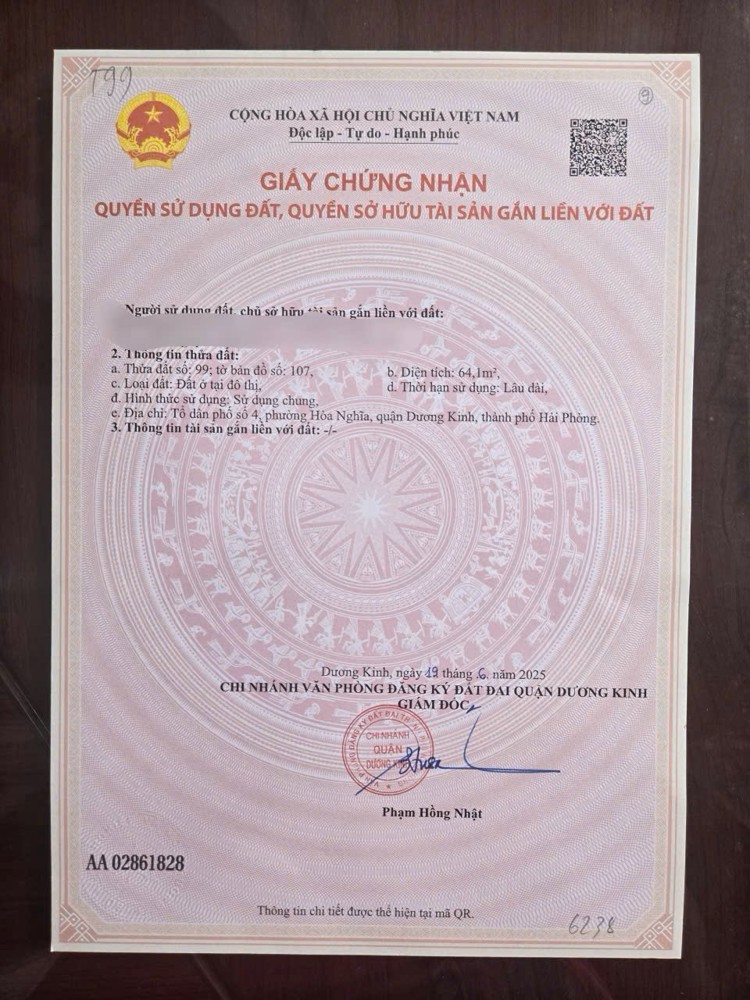 T99
9
CỘNG HÒA XÃ HỘI CHỦ NGHĨA VIỆT NAM
Độc lập - Tự do - Hạnh phúc
GIẤY CHỨNG NHẬN
QUYỀN SỬ DỤNG ĐẤT, QUYỀN SỞ HỮU TÀI SẢN GẮN LIỀN VỚI ĐẤT
Người sử dụng đất, chủ sở hữu tài sản gắn liền với đất:
2. Thông tin thửa đất:
a. Thửa đất số: 99; tờ bản đồ số: 107, b. Diện tích: 64,1m²,
c. Loại đất: Đất ở tại đô thị, d. Thời hạn sử dụng: Lâu dài,
đ. Hình thức sử dụng: Sử dụng chung,
e. Địa chỉ: Tổ dân phố số 4, phường Hòa Nghĩa, quận Dương Kinh, thành phố Hải Phòng.
3. Thông tin tài sản gắn liền với đất: -/-
Dương Kinh, ngày 19 tháng 6 năm 2025
CHI NHÁNH VĂN PHÒNG ĐĂNG KÝ ĐẤT ĐAI QUẬN DƯƠNG KINH
GIÁM ĐỐC
CHI NHÁNH
QUẬN
DƯƠNG KINH
Phạm Hồng Nhật
AA 02861828
Thông tin chi tiết được thể hiện tại mã QR.
6238